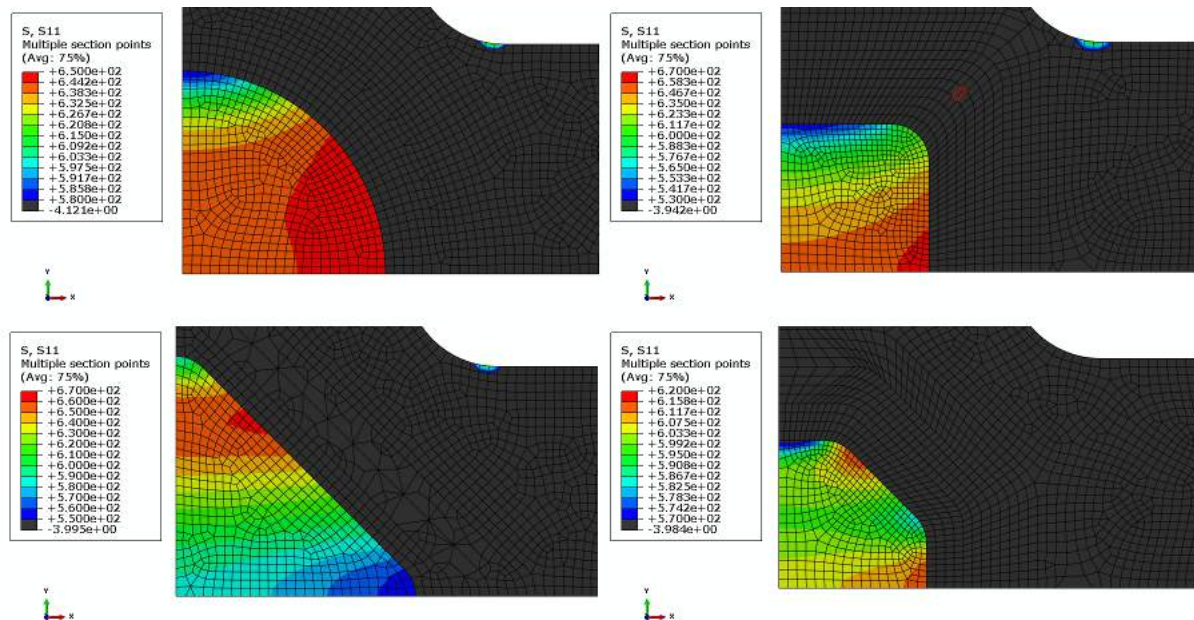 S, S11
Multiple section points
(Avg: 75%)
+6.500e+02
+6.442e+02
+6.383e+02
+6.325e+02
+6.267e+02
+6.208e+02
+6.150e+02
+6.092e+02
+6.033e+02
+5.975e+02
+5.917e+02
+5.858e+02
+5.800e+02
-4.121e+00
Y
X
S, S11
Multiple section points
(Avg: 75%)
+6.700e+02
+6.583e+02
+6.467e+02
+6.350e+02
+6.233e+02
+6.117e+02
+6.000e+02
+5.883e+02
+5.767e+02
+5.650e+02
+5.533e+02
+5.417e+02
+5.300e+02
-3.942e+00
Y
X
S, S11
Multiple section points
(Avg: 75%)
+6.700e+02
+6.600e+02
+6.500e+02
+6.400e+02
+6.300e+02
+6.200e+02
+6.100e+02
+6.000e+02
+5.900e+02
+5.800e+02
+5.700e+02
+5.600e+02
+5.500e+02
-3.995e+00
Y
X
S, S11
Multiple section points
(Avg: 75%)
+6.200e+02
+6.158e+02
+6.117e+02
+6.075e+02
+6.033e+02
+5.992e+02
+5.950e+02
+5.908e+02
+5.867e+02
+5.825e+02
+5.783e+02
+5.742e+02
+5.700e+02
-3.984e+00
Y
X